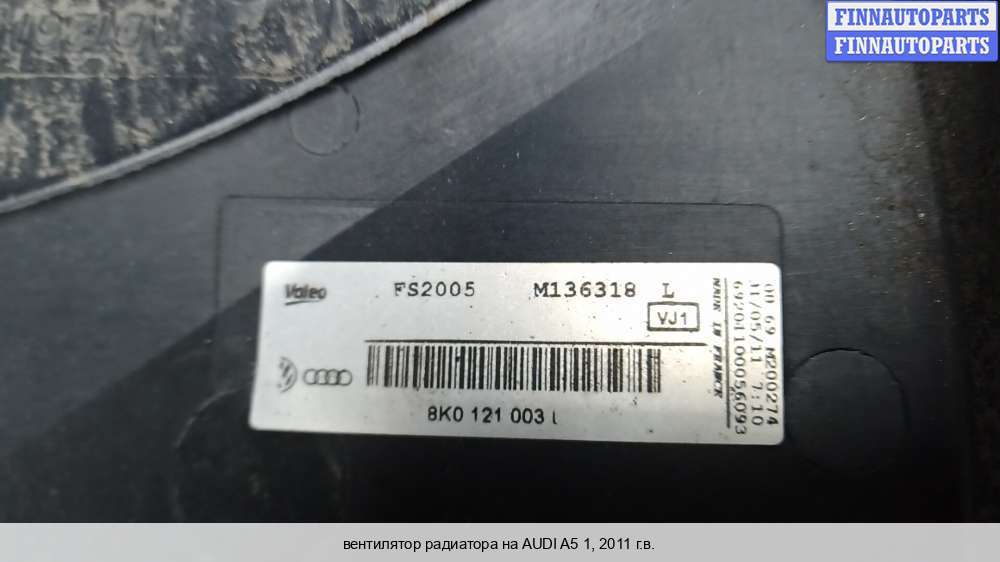 FINNAUTOPARTS
FINNAUTOPARTS
Valeo FS2005 M136318 L
VJ1
8K0 121 003 L
MADE IN FRANCE
69201100056093
11/05/11 7:10
00 69 M200274
вентилятор радиатора на AUDI A5 1, 2011 г.в.